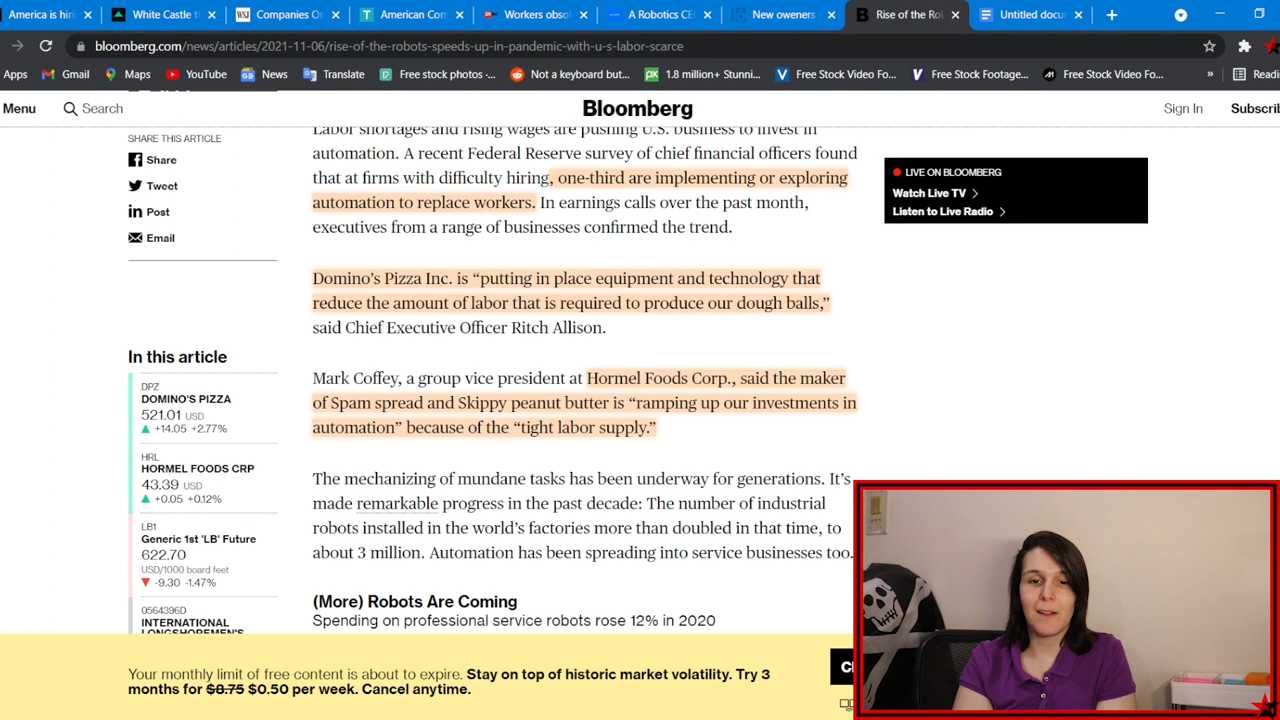 America is hiri
White Castle t
Companies O
American Con
Workers obso
A Robotics CE
New oweners
Rise of the Ro
Untitled docu
bloomberg.com/news/articles/2021-11-06/rise-of-the-robots-speeds-up-in-pandemic-with-u-s-labor-scarce
Apps
Gmail
Maps
YouTube
News
Translate
Free stock photos -...
Not a keyboard but...
1.8 million+ Stunni...
Free Stock Video Fo...
Free Stock Footage...
Free Stock Video Fo...
»
Readi
Menu
Search
Bloomberg
Sign In
Subscri
SHARE THIS ARTICLE
Share
Tweet
Post
Email
In this article
DPZ
DOMINO'S PIZZA
521.01 USD
+14.05 +2.77%
HRL
HORMEL FOODS CRP
43.39 USD
+0.05 +0.12%
LB1
Generic 1st 'LB' Future
622.70
USD/1000 board feet
-9.30 -1.47%
0564396D
INTERNATIONAL
LONGSHOREMEN'S
Labor shortages and rising wages are pushing U.S. business to invest in
automation. A recent Federal Reserve survey of chief financial officers found
that at firms with difficulty hiring, one-third are implementing or exploring
automation to replace workers. In earnings calls over the past month,
executives from a range of businesses confirmed the trend.
Domino's Pizza Inc. is “putting in place equipment and technology that
reduce the amount of labor that is required to produce our dough balls,”
said Chief Executive Officer Ritch Allison.
Mark Coffey, a group vice president at Hormel Foods Corp., said the maker
of Spam spread and Skippy peanut butter is “ramping up our investments in
automation” because of the “tight labor supply.”
The mechanizing of mundane tasks has been underway for generations. It’s
made remarkable progress in the past decade: The number of industrial
robots installed in the world’s factories more than doubled in that time, to
about 3 million. Automation has been spreading into service businesses too.
(More) Robots Are Coming
Spending on professional service robots rose 12% in 2020
LIVE ON BLOOMBERG
Watch Live TV
Listen to Live Radio
Your monthly limit of free content is about to expire. Stay on top of historic market volatility. Try 3
months for $8.75 $0.50 per week. Cancel anytime.